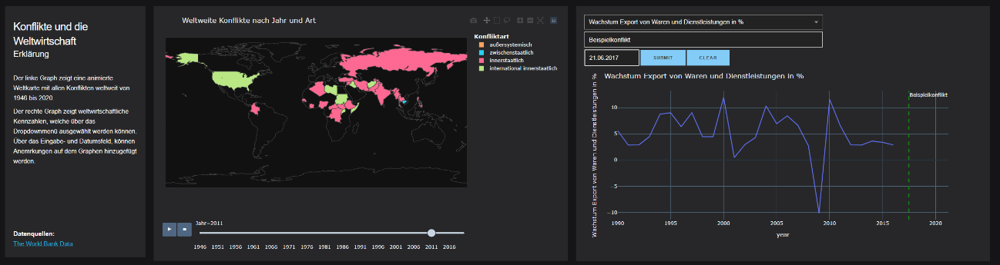 Konflikte und die
Weltwirtschaft
Erklärung
Der linke Graph zeigt eine animierte
Weltkarte mit allen Konflikten weltweit von
1946 bis 2020
Der rechte Graph zeigt weltwirtschaftliche
Kennzahlen, welche über das
Dropdownmenü ausgewählt werden können.
Über das Eingabe- und Datumsfeld, können
Anemrkungen auf dem Graphen hinzugefügt
werden.
Datenquellen:
The World Bank Data
Weltweite Konflikte nach Jahr und Art
Konfliktart
außersystemisch
zwischenstaatlich
innerstaatlich
international innerstaatlich
Jahr=2011
1946 1951 1956 1961 1966 1971 1976 1981 1986 1991 1996 2001 2006 2011 2016
Wachstum Export von Waren und Dienstleistungen in %
Beispielkonflikt
21.06.2017 SUBMIT CLEAR
Wachstum Export von Waren und Dienstleistungen in %
Wachstum Export von Waren und Dienstleistungen in %
Beispielkonflikt
10
5
0
−5
−10
1990 1995 2000 2005 2010 2015 2020
year